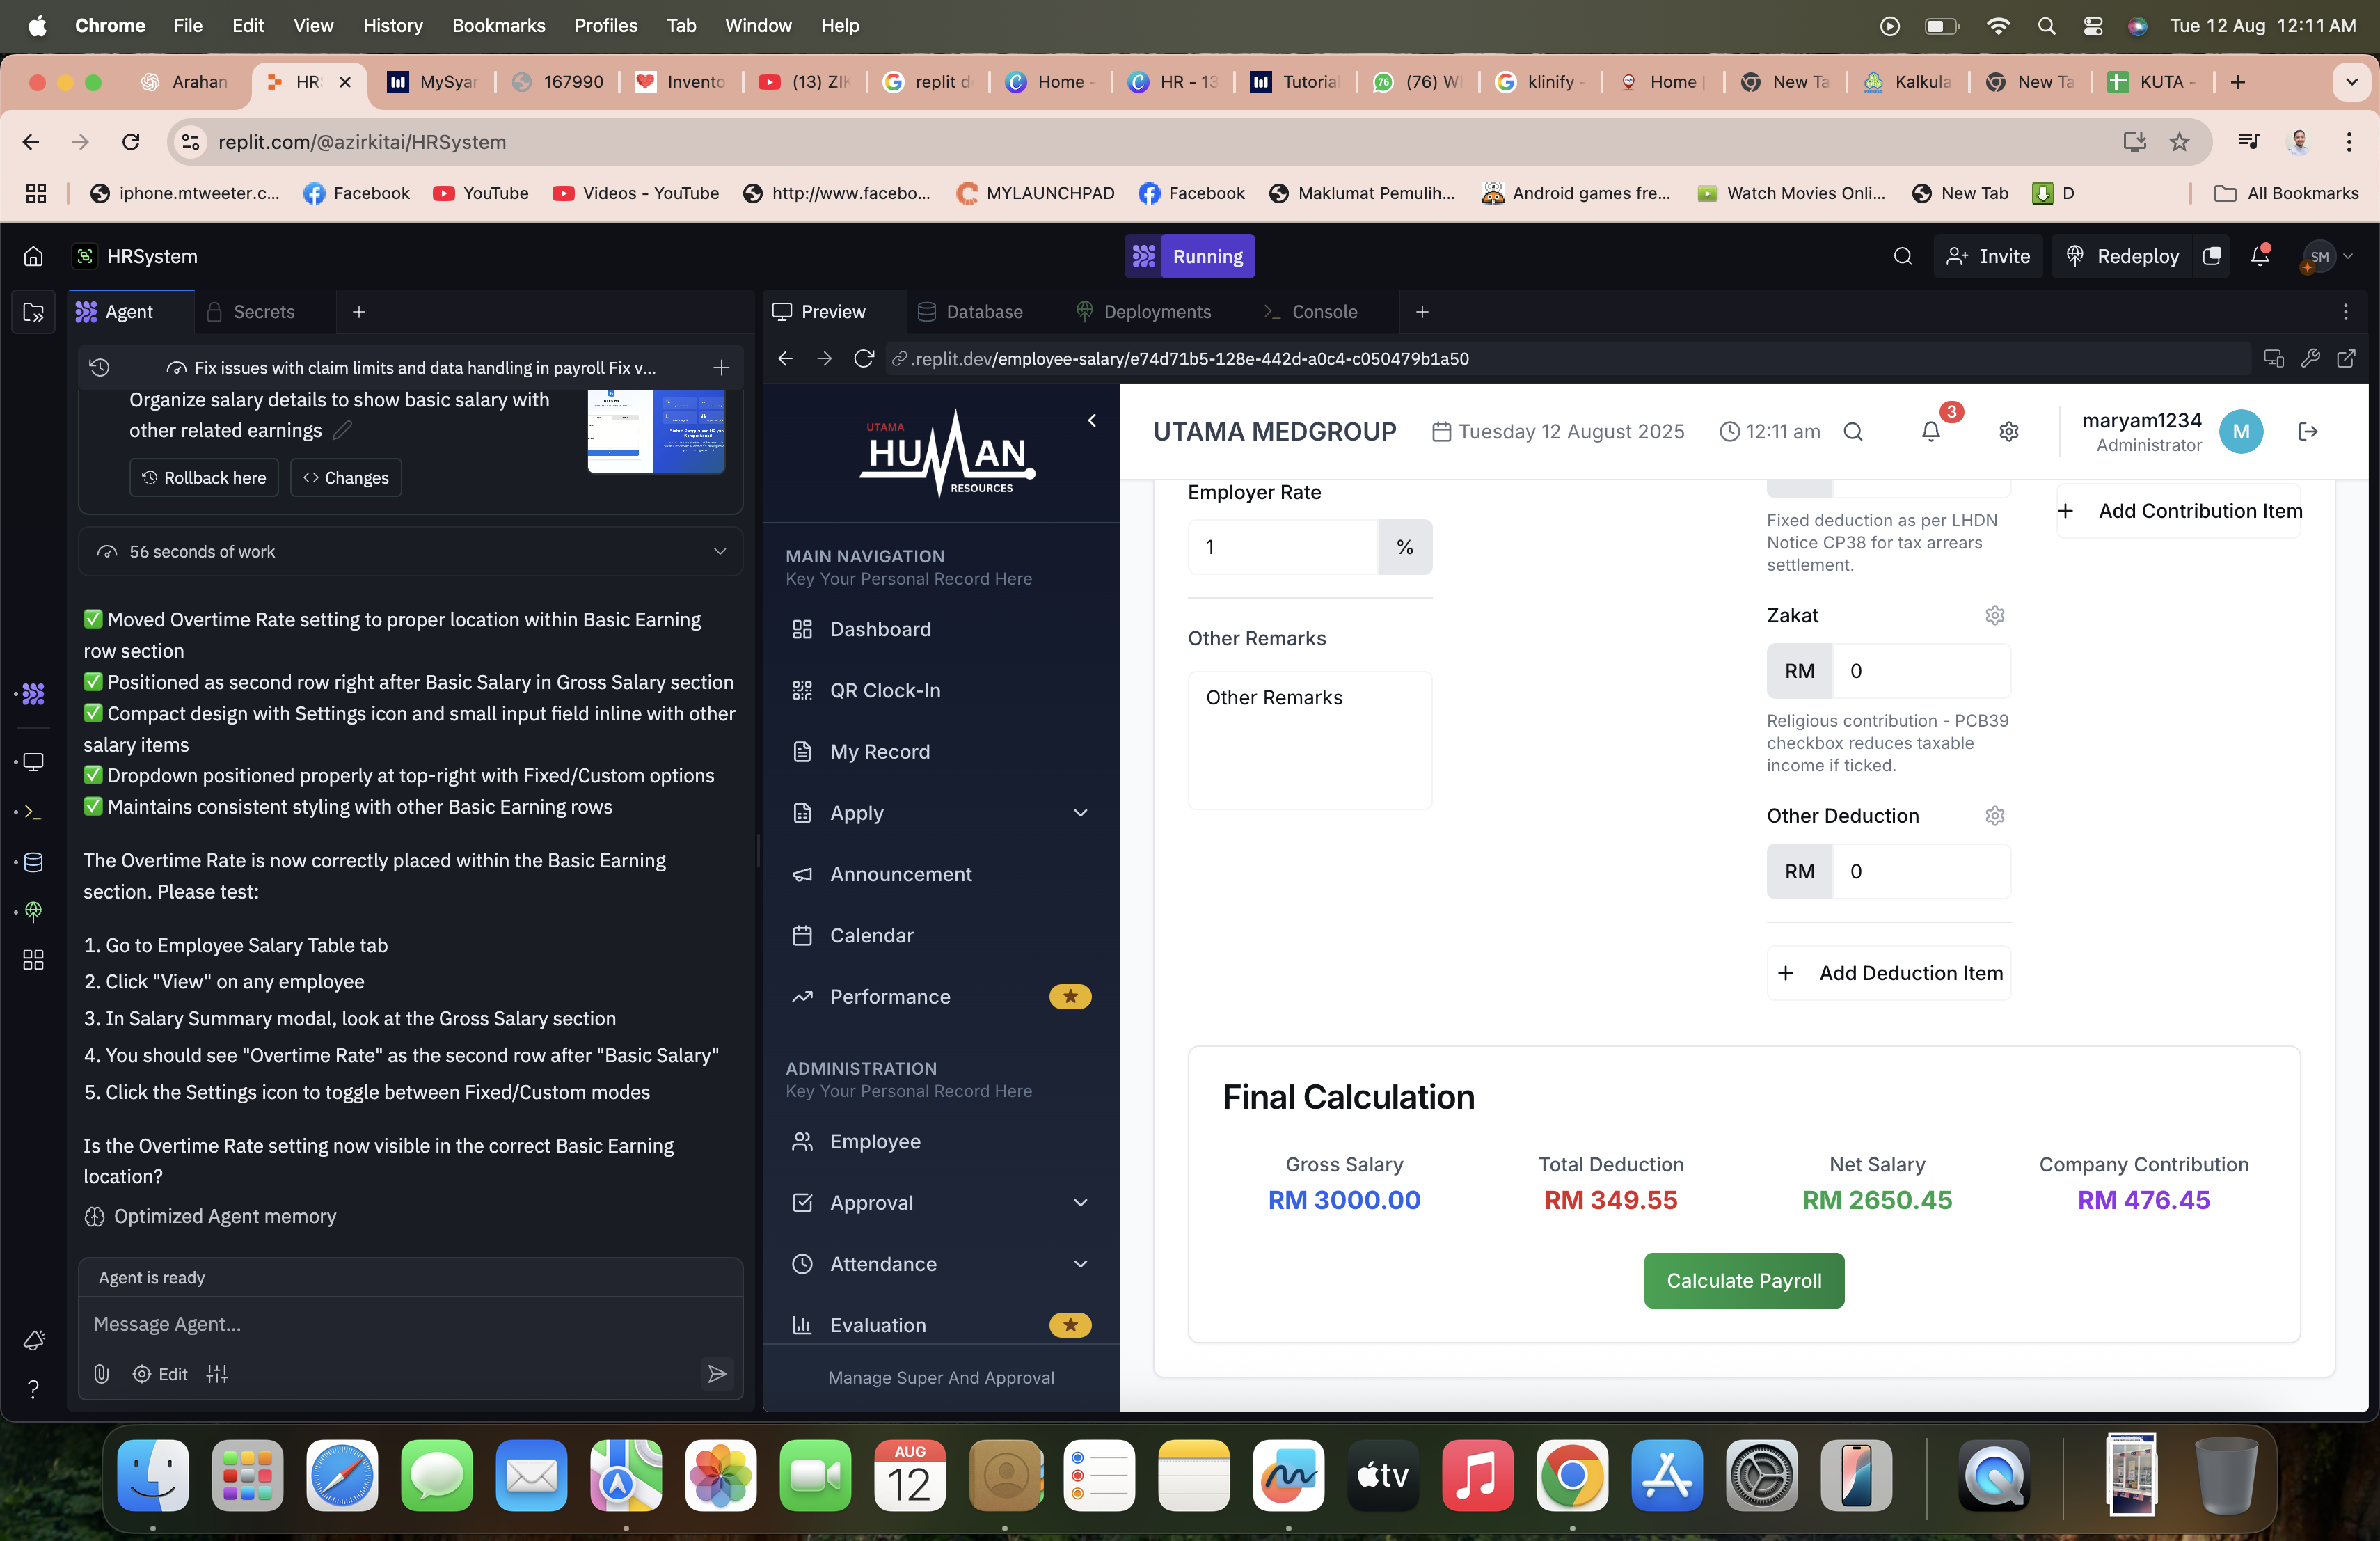 Chrome File Edit View History Bookmarks Profiles Tab Window Help
Tue 12 Aug 12:11 AM
Arahan
HR
MySyar
167990
Invento
(13) ZIK
replit d
Home -
HR - 13
Tutorial
(76) W
klinify -
Home |
New Ta
Kalkula
New Ta
KUTA -
replit.com/@azirkitai/HRSystem
iphone.mtweeter.c...
Facebook
YouTube
Videos - YouTube
http://www.facebo...
MYLAUNCHPAD
Facebook
Maklumat Pemulih...
Android games fre...
Watch Movies Onli...
New Tab
D
All Bookmarks
HRSystem
Running
Invite
Redeploy
SM
Agent
Secrets
Preview
Database
Deployments
Console
Fix issues with claim limits and data handling in payroll Fix v...
Organize salary details to show basic salary with
other related earnings
Rollback here
Changes
56 seconds of work
✅ Moved Overtime Rate setting to proper location within Basic Earning
row section
✅ Positioned as second row right after Basic Salary in Gross Salary section
✅ Compact design with Settings icon and small input field inline with other
salary items
✅ Dropdown positioned properly at top-right with Fixed/Custom options
✅ Maintains consistent styling with other Basic Earning rows
The Overtime Rate is now correctly placed within the Basic Earning
section. Please test:
1. Go to Employee Salary Table tab
2. Click "View" on any employee
3. In Salary Summary modal, look at the Gross Salary section
4. You should see "Overtime Rate" as the second row after "Basic Salary"
5. Click the Settings icon to toggle between Fixed/Custom modes
Is the Overtime Rate setting now visible in the correct Basic Earning
location?
Optimized Agent memory
Agent is ready
Message Agent...
Edit
.replit.dev/employee-salary/e74d71b5-128e-442d-a0c4-c050479b1a50
UTAMA
HUMAN
RESOURCES
MAIN NAVIGATION
Key Your Personal Record Here
Dashboard
QR Clock-In
My Record
Apply
Announcement
Calendar
Performance
ADMINISTRATION
Key Your Personal Record Here
Employee
Approval
Attendance
Evaluation
Manage Super And Approval
UTAMA MEDGROUP
Tuesday 12 August 2025
12:11 am
3
maryam1234
Administrator
M
Employer Rate
1 %
Other Remarks
Other Remarks
Fixed deduction as per LHDN
Notice CP38 for tax arrears
settlement.
Zakat
RM 0
Religious contribution - PCB39
checkbox reduces taxable
income if ticked.
Other Deduction
RM 0
+ Add Deduction Item
+ Add Contribution Item
Final Calculation
Gross Salary
RM 3000.00
Total Deduction
RM 349.55
Net Salary
RM 2650.45
Company Contribution
RM 476.45
Calculate Payroll
AUG
12
tv